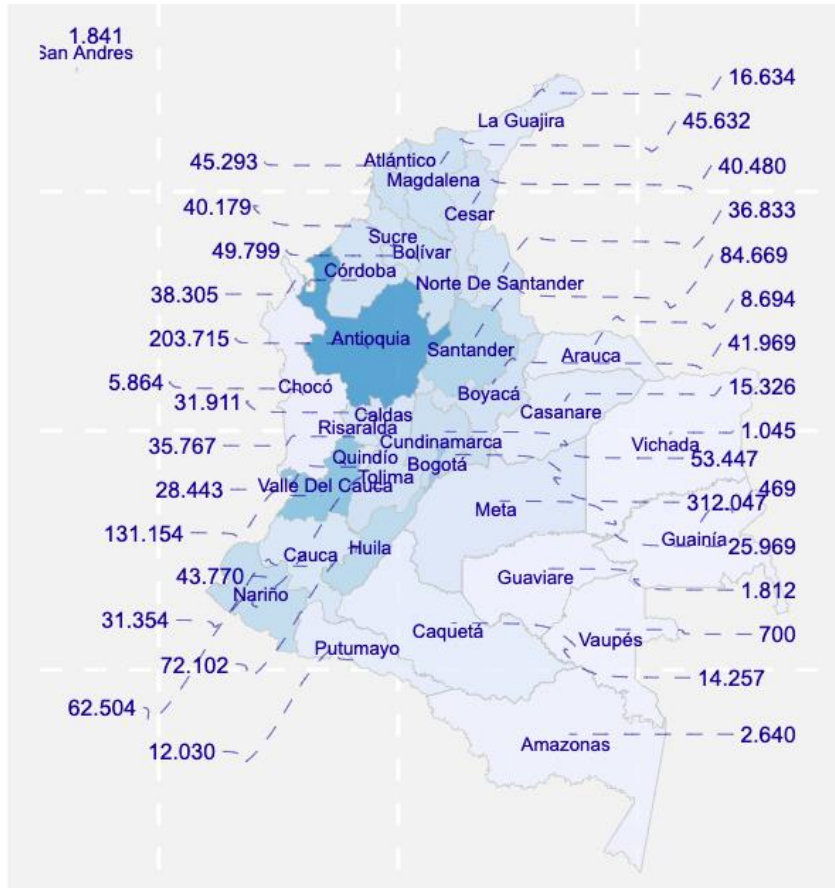 1.841
San Andres
16.634
La Guajira
45.632
45.293
Atlántico
40.480
Magdalena
40.179
Cesar
36.833
Sucre
49.799
Bolívar
84.669
Córdoba
Norte De Santander
38.305
8.694
203.715
Antioquia
Santander
Arauca
41.969
5.864
Chocó
Boyacá
15.326
31.911
Caldas
Casanare
Risaralda
1.045
35.767
Cundinamarca
Vichada
Quindío
Bogotá
53.447
28.443
Valle Del Cauca
Tolima
469
Meta
312.047
131.154
Guainía
25.969
Cauca
Huila
43.770
Guaviare
1.812
Nariño
31.354
Caquetá
Vaupés
700
72.102
Putumayo
14.257
62.504
12.030
2.640
Amazonas